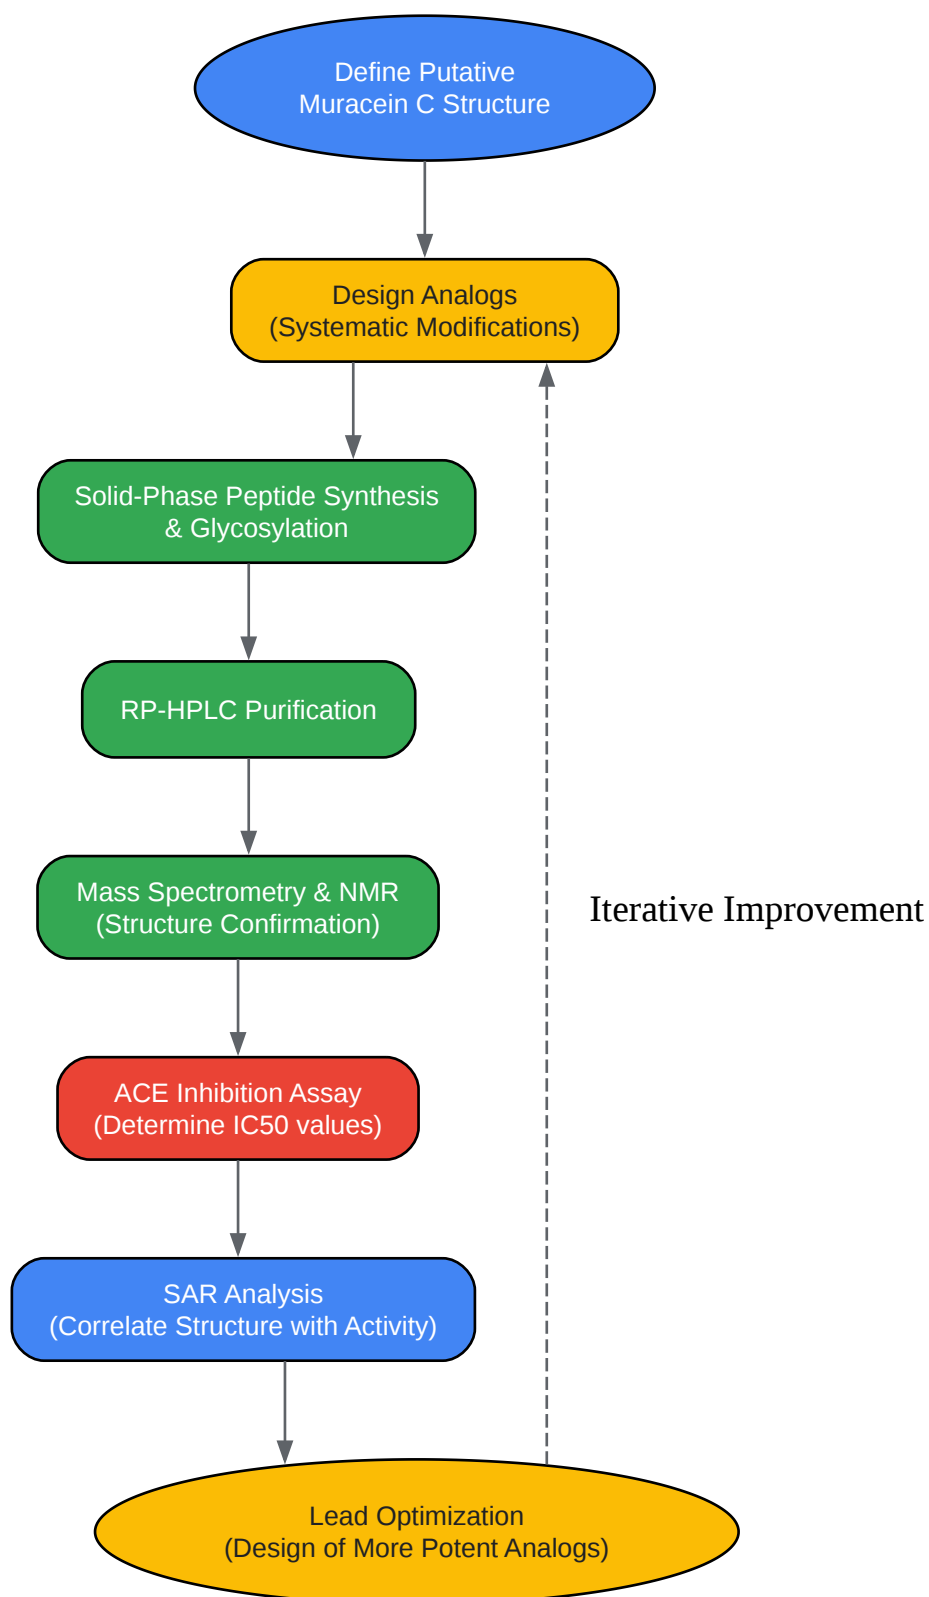 Define Putative
Muracein C Structure
Design Analogs
(Systematic Modifications)
Solid-Phase Peptide Synthesis
& Glycosylation
RP-HPLC Purification
Mass Spectrometry & NMR
(Structure Confirmation)
Iterative Improvement
ACE Inhibition Assay
(Determine IC50 values)
SAR Analysis
(Correlate Structure with Activity)
Lead Optimization
(Design of More Potent Analogs)